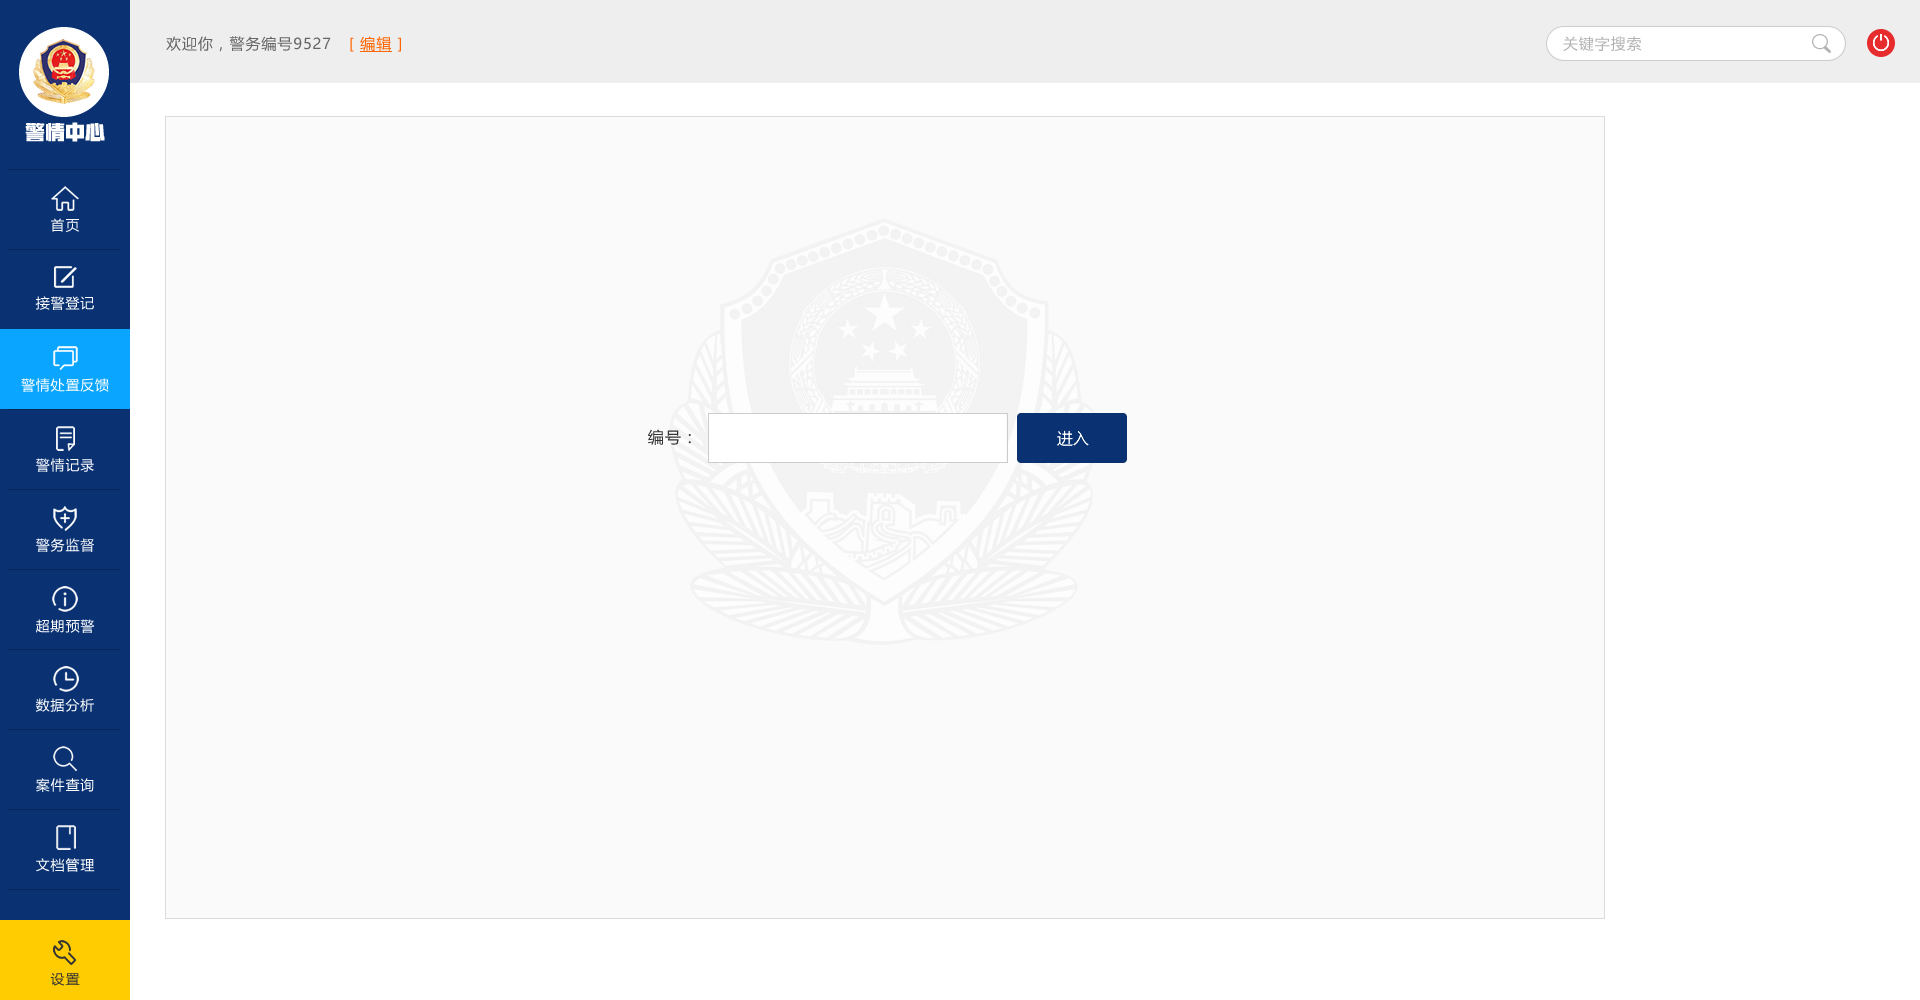 警情中心
欢迎你，警务编号9527 [ 编辑 ]
关键字搜索
首页
接警登记
警情处置反馈
警情记录
警务监督
超期预警
数据分析
案件查询
文档管理
设置
编号：
进入